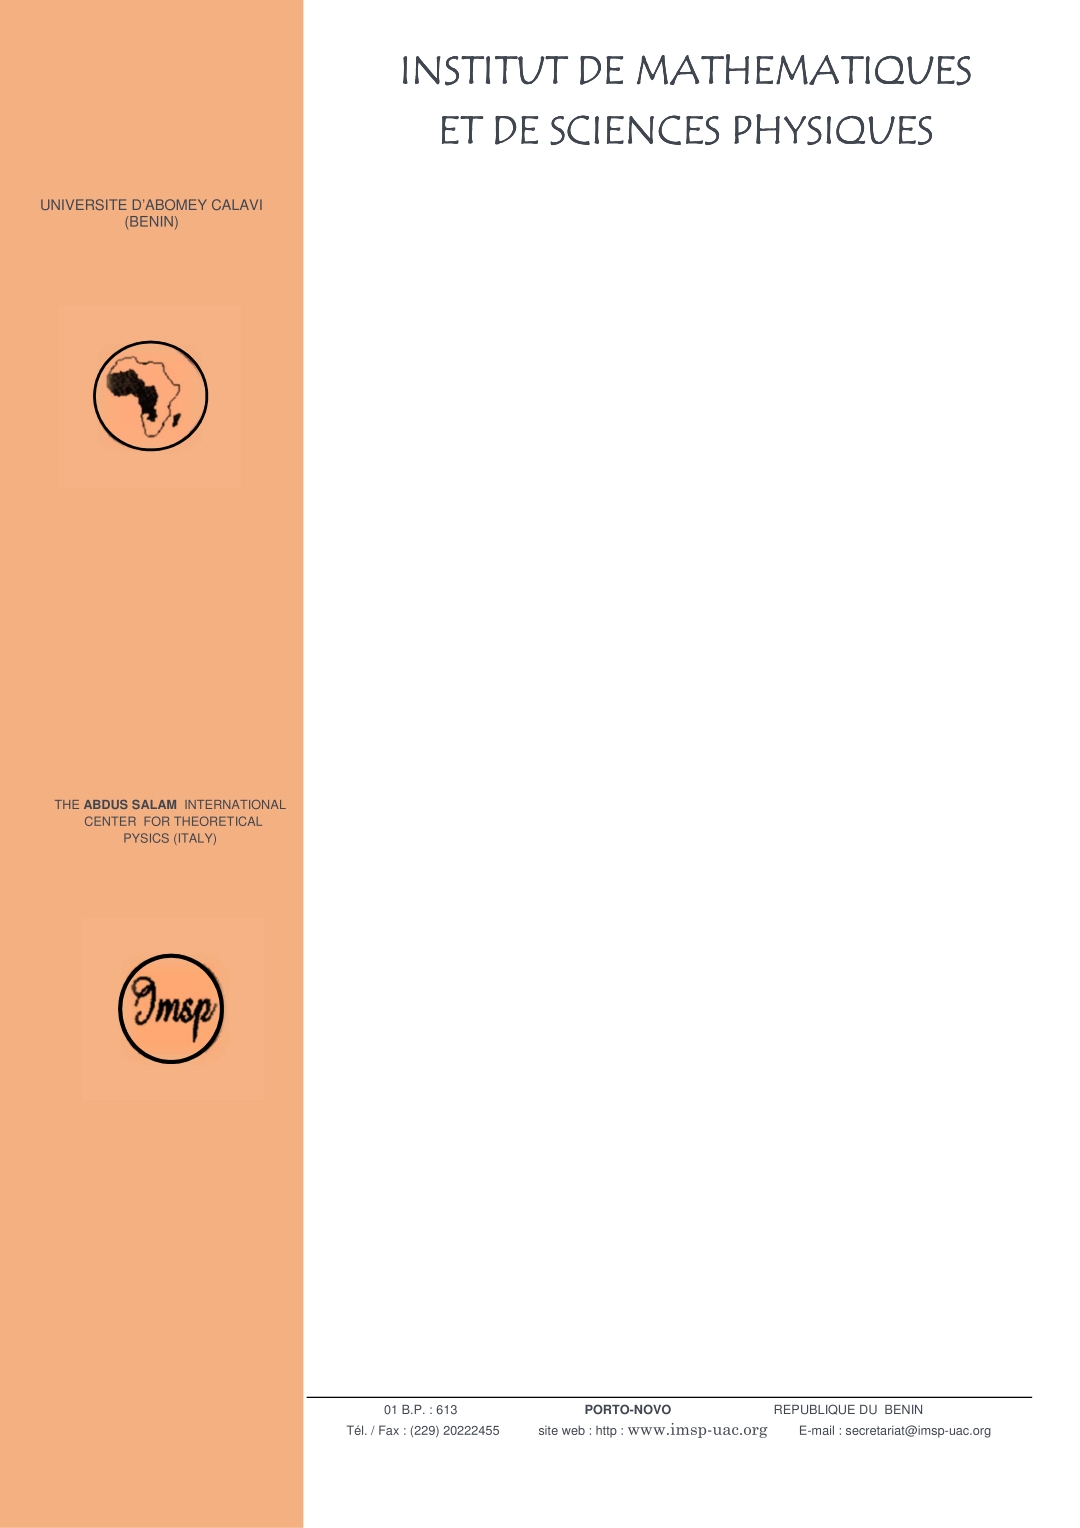 INSTITUT DE MATHEMATIQUES
ET DE SCIENCES PHYSIQUES
UNIVERSITE D'ABOMEY CALAVI
(BENIN)
THE ABDUS SALAM INTERNATIONAL
CENTER FOR THEORETICAL
PYSICS (ITALY)
Imsp
01 B.P. : 613 PORTO-NOVO REPUBLIQUE DU BENIN
Tél. / Fax : (229) 20222455 site web : http : www.imsp-uac.org E-mail : secretariat@imsp-uac.org